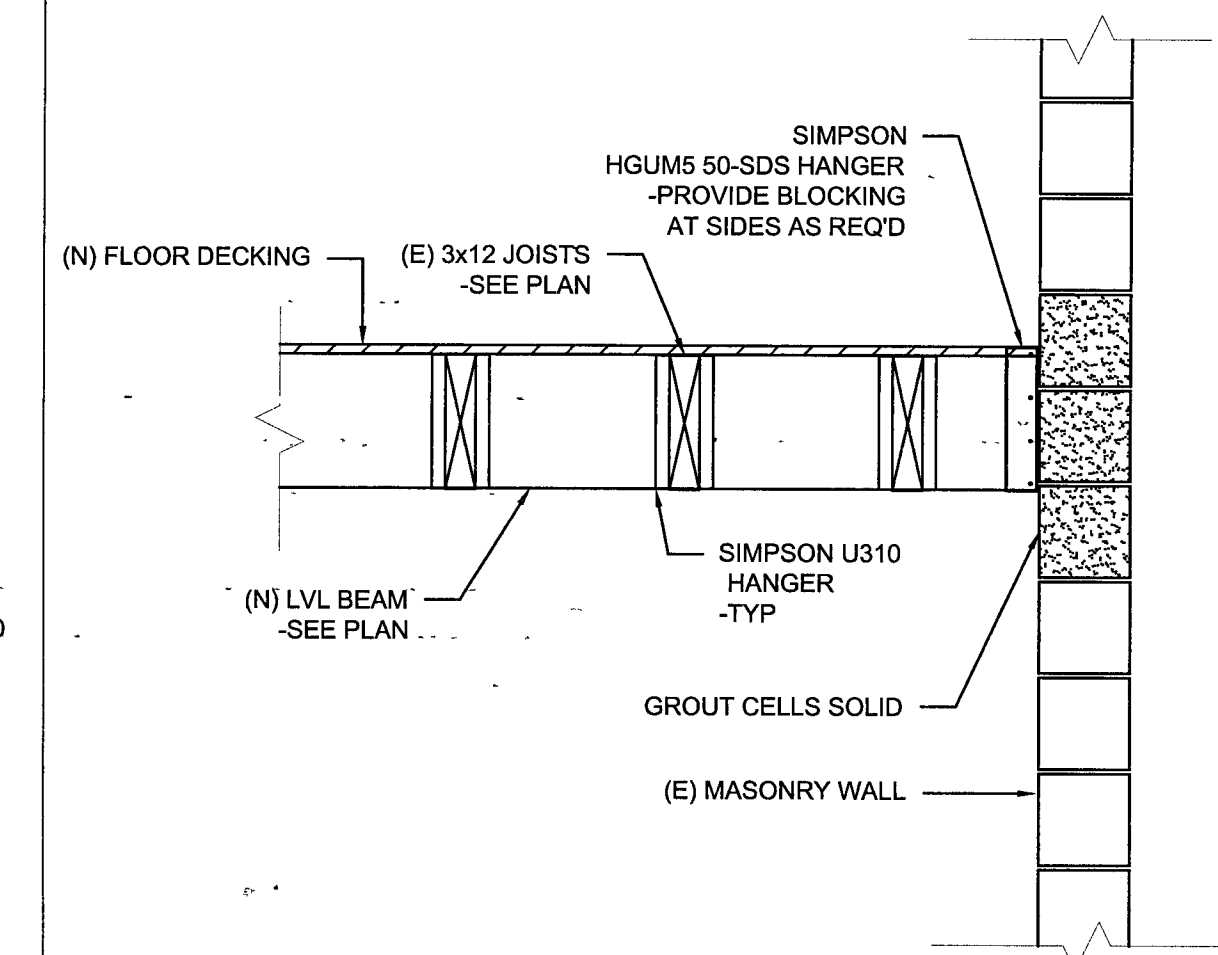 SIMPSON
HGUM5 50-SDS HANGER
-PROVIDE BLOCKING
AT SIDES AS REQ'D
(N) FLOOR DECKING
(E) 3x12 JOISTS
-SEE PLAN
SIMPSON U310
HANGER
-TYP
(N) LVL BEAM
-SEE PLAN
GROUT CELLS SOLID
(E) MASONRY WALL